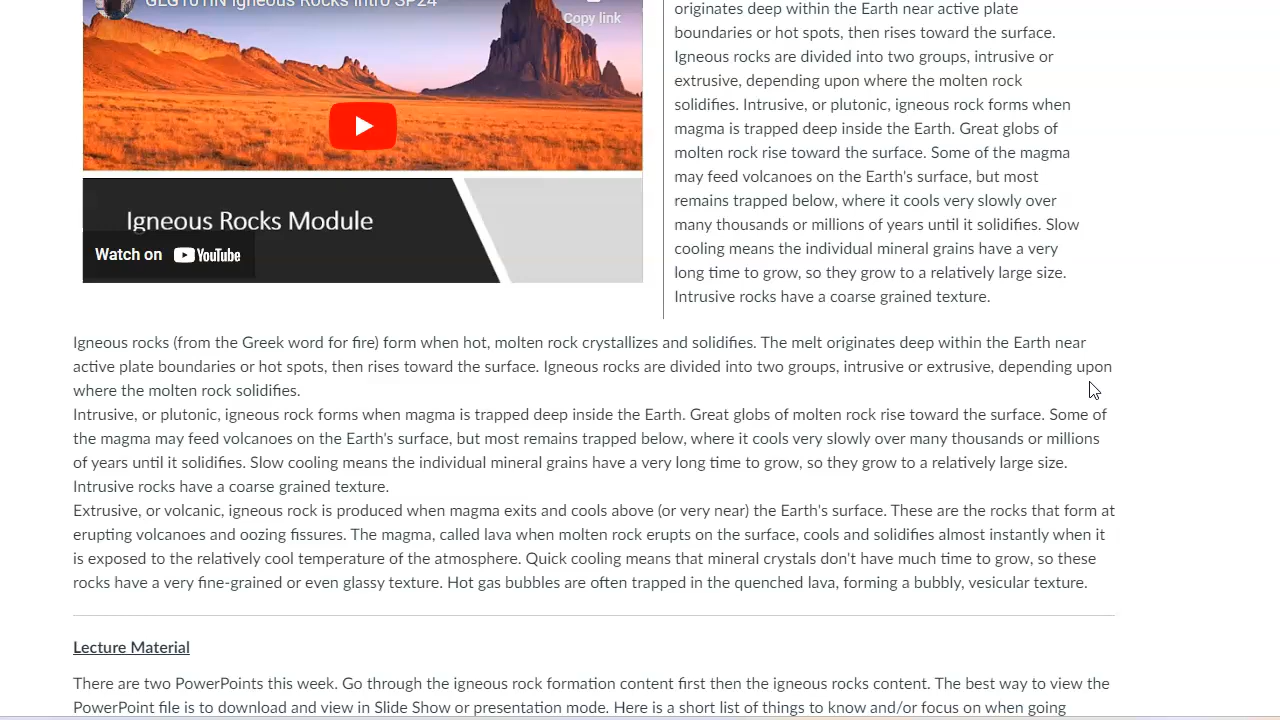 GLG101IN Igneous Rocks Intro SP24
Copy link
Igneous Rocks Module
Watch on YouTube
originates deep within the Earth near active plate
boundaries or hot spots, then rises toward the surface.
Igneous rocks are divided into two groups, intrusive or
extrusive, depending upon where the molten rock
solidifies. Intrusive, or plutonic, igneous rock forms when
magma is trapped deep inside the Earth. Great globs of
molten rock rise toward the surface. Some of the magma
may feed volcanoes on the Earth's surface, but most
remains trapped below, where it cools very slowly over
many thousands or millions of years until it solidifies. Slow
cooling means the individual mineral grains have a very
long time to grow, so they grow to a relatively large size.
Intrusive rocks have a coarse grained texture.
Igneous rocks (from the Greek word for fire) form when hot, molten rock crystallizes and solidifies. The melt originates deep within the Earth near
active plate boundaries or hot spots, then rises toward the surface. Igneous rocks are divided into two groups, intrusive or extrusive, depending upon
where the molten rock solidifies.
Intrusive, or plutonic, igneous rock forms when magma is trapped deep inside the Earth. Great globs of molten rock rise toward the surface. Some of
the magma may feed volcanoes on the Earth's surface, but most remains trapped below, where it cools very slowly over many thousands or millions
of years until it solidifies. Slow cooling means the individual mineral grains have a very long time to grow, so they grow to a relatively large size.
Intrusive rocks have a coarse grained texture.
Extrusive, or volcanic, igneous rock is produced when magma exits and cools above (or very near) the Earth's surface. These are the rocks that form at
erupting volcanoes and oozing fissures. The magma, called lava when molten rock erupts on the surface, cools and solidifies almost instantly when it
is exposed to the relatively cool temperature of the atmosphere. Quick cooling means that mineral crystals don't have much time to grow, so these
rocks have a very fine-grained or even glassy texture. Hot gas bubbles are often trapped in the quenched lava, forming a bubbly, vesicular texture.
Lecture Material
There are two PowerPoints this week. Go through the igneous rock formation content first then the igneous rocks content. The best way to view the
PowerPoint file is to download and view in Slide Show or presentation mode. Here is a short list of things to know and/or focus on when going